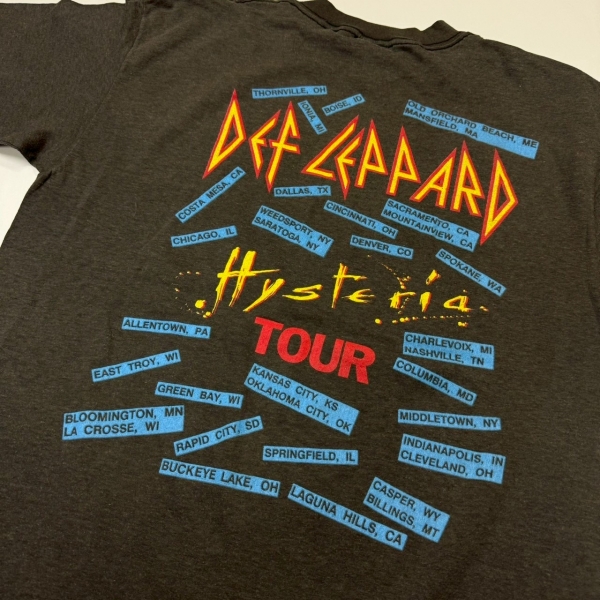 THORNVILLE, OH
IONIA, MI
BOISE, ID
OLD ORCHARD BEACH, ME
MANSFIELD, MA
DEF LEPPARD
COSTA MESA, CA
DALLAS, TX
CINCINNATI, OH
SACRAMENTO, CA
MOUNTAINVIEW, CA
CHICAGO, IL
WEEDSPORT, NY
SARATOGA, NY
DENVER, CO
SPOKANE, WA
Hysteria
TOUR
ALLENTOWN, PA
CHARLEVOIX, MI
NASHVILLE, TN
EAST TROY, WI
GREEN BAY, WI
KANSAS CITY, KS
OKLAHOMA CITY, OK
COLUMBIA, MD
BLOOMINGTON, MN
LA CROSSE, WI
MIDDLETOWN, NY
RAPID CITY, SD
SPRINGFIELD, IL
INDIANAPOLIS, IN
CLEVELAND, OH
BUCKEYE LAKE, OH
LAGUNA HILLS, CA
CASPER, WY
BILLINGS, MT